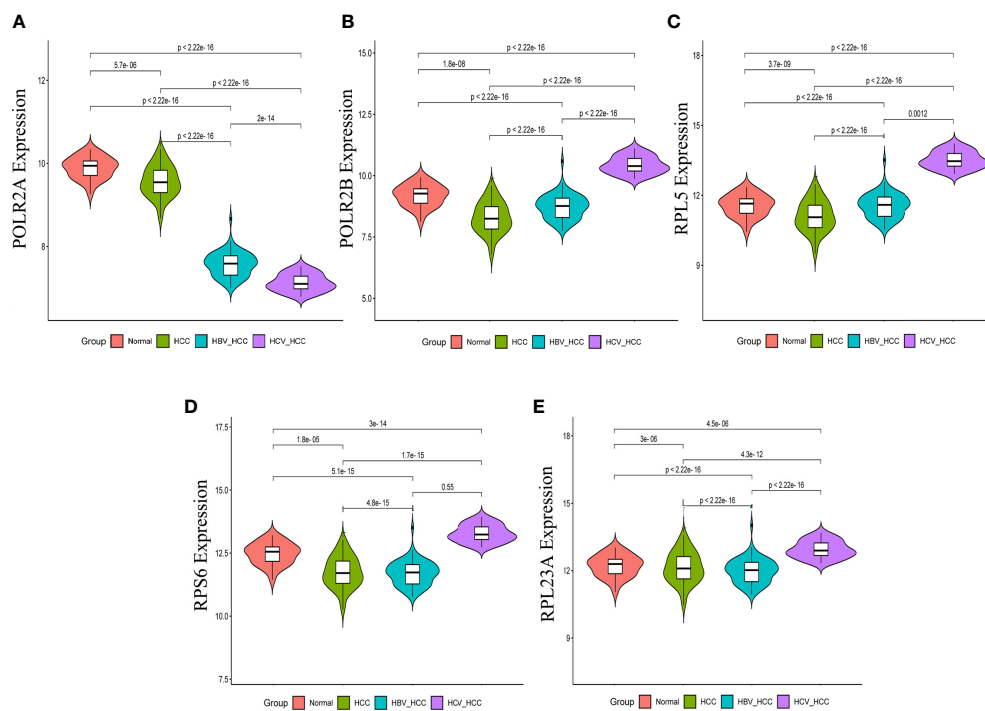 A
B
C
POLR2A Expression
12
10
8
p < 2.22e- 16
5.7e- 06
p < 2.22e- 16
p < 2.22e- 16
p < 2.22e- 16
2e- 14
Group Normal HCC HBV_HCC HCV_HCC
POLR2B Expression
15.0
12.5
10.0
7.5
5.0
p < 2.22e- 16
1.8e-08
p < 2.22e- 16
p < 2.22e- 16
p < 2.22e- 16
p < 2.22e- 16
Group Normal HCC HBV_HCC HCV_HCC
RPL5 Expression
18
15
12
9
p < 2.22e- 16
3.7e- 09
p < 2.22e- 16
p < 2.22e- 16
0.0012
p < 2.22e- 16
Group Normal HCC HBV_HCC HCV_HCC
D
E
RPS6 Expression
17.5
15.0
12.5
10.0
7.5
3e- 14
1.8e- 05
1.7e- 15
5.1e- 15
0.55
4.8e- 15
Group Normal HCC HBV_HCC HCV_HCC
RPL23A Expression
18
15
12
9
4.5e- 06
3e- 06
4.3e- 12
p < 2.22e- 16
p < 2.22e-16
p < 2.22e- 16
Group Normal HCC HBV_HCC HCV_HCC